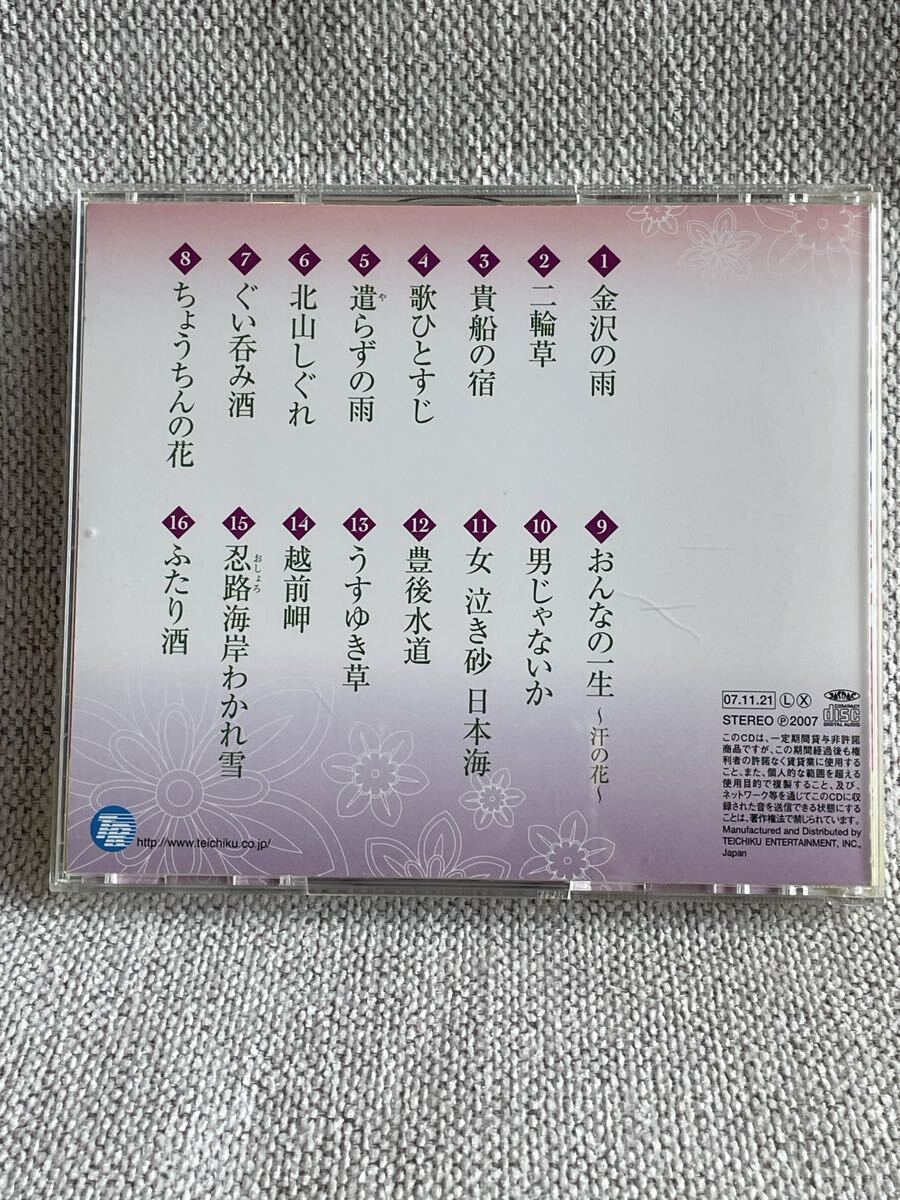 1 金沢の雨
2 二輪草
3 貴船の宿
4 歌ひとすじ
5 遣らずの雨
や
6 北山しぐれ
7 ぐい呑み酒
8 ちょうちんの花
9 おんなの一生 ～汗の花～
10 男じゃないか
11 女 泣き砂 日本海
12 豊後水道
13 うすゆき草
14 越前岬
15 忍路海岸わかれ雪
おしょろ
16 ふたり酒
07.11.21 L X
JASRAC
COMPACT disc DIGITAL AUDIO
STEREO Ⓟ2007
このCDは、一定期間貸与非許諾
商品ですが、この期間経過後も権
利者の許諾なく賃貸業に使用する
こと、また、個人的な範囲を超える
使用目的で複製すること、及び、
ネットワーク等を通じてこのCDに収
録された音を送信できる状態にする
ことは、著作権法で禁じられています。
Manufactured and Distributed by
TEICHIKU ENTERTAINMENT, INC.,
Japan
http://www.teichiku.co.jp/